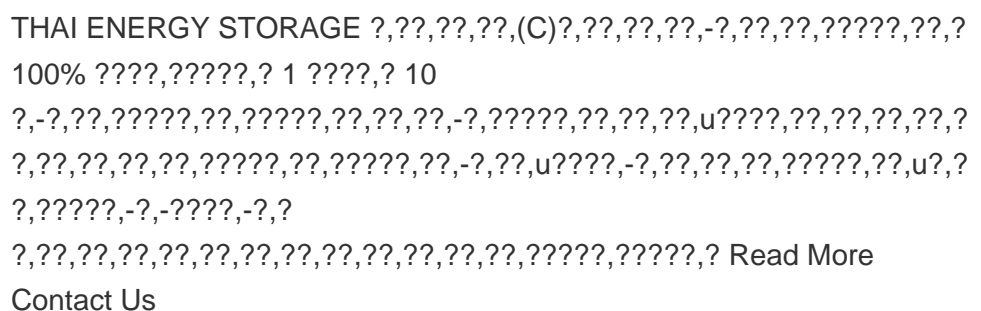 THAI ENERGY STORAGE ?,??,??,??,(C)?,??,??,??,-?,??,??,?????,??,?
100% ????,?????,? 1 ????,? 10
?,-?,??,?????,??,?????,??,??,??,-?,?????,??,??,??,u????,??,??,??,??,?
?,??,??,??,??,?????,??,?????,??,-?,??,u????,-?,??,??,??,?????,??,u?,?
?,?????,-?,-????,-?,?
?,??,??,??,??,??,??,??,??,??,??,??,??,?????,?????,? Read More
Contact Us